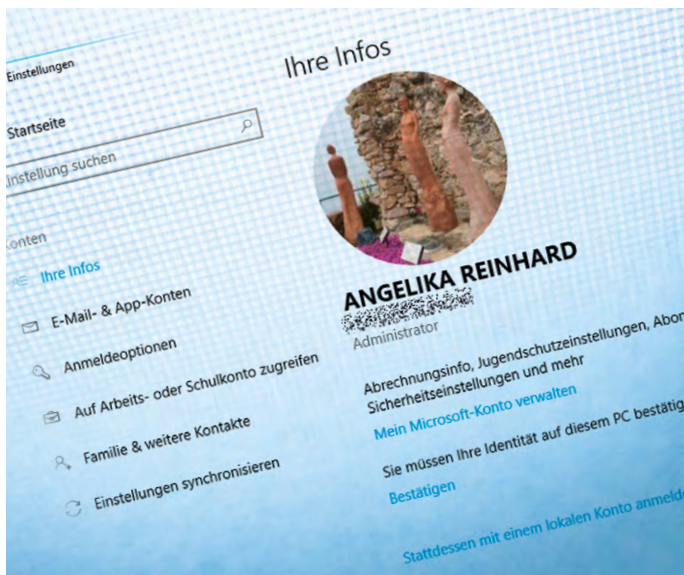 Einstellungen
Startseite
instellung suchen
Konten
Ihre Infos
E-Mail- & App-Konten
Anmeldeoptionen
Auf Arbeits- oder Schulkonto zugreifen
Familie & weitere Kontakte
Einstellungen synchronisieren
Ihre Infos
ANGELIKA REINHARD
Administrator
Abrechnungsinfo, Jugendschutzeinstellungen, Abon
Sicherheitseinstellungen und mehr
Mein Microsoft-Konto verwalten
Sie müssen Ihre Identität auf diesem PC bestätig
Bestätigen
Stattdessen mit einem lokalen Konto anmelde